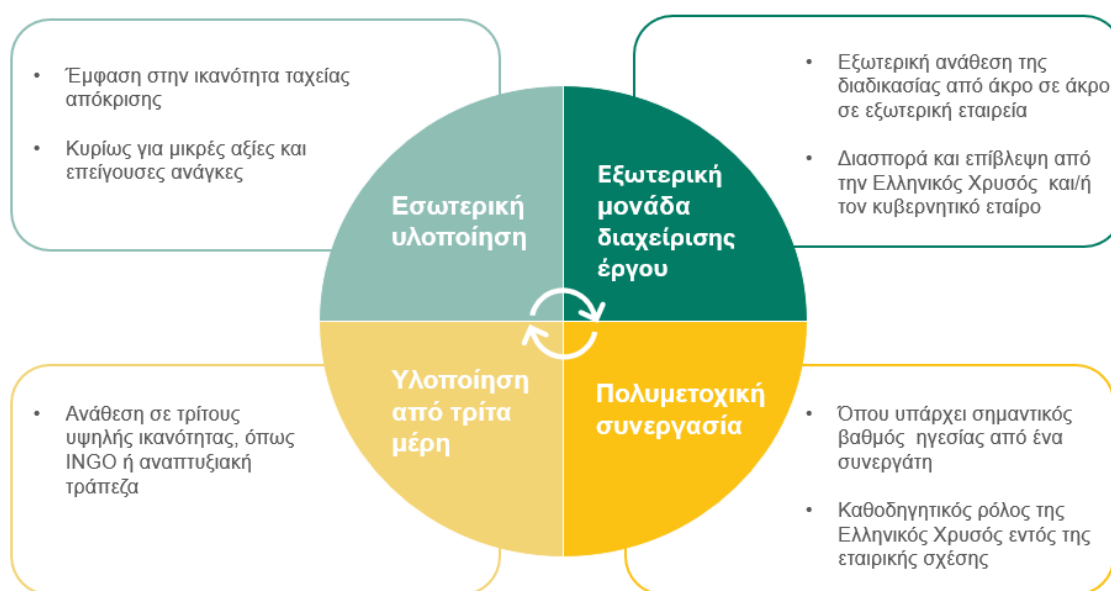 • Έμφαση στην ικανότητα ταχείας
απόκρισης
• Κυρίως για μικρές αξίες και
επείγουσες ανάγκες
• Εξωτερική ανάθεση της
διαδικασίας από άκρο σε άκρο
σε εξωτερική εταιρεία
• Διασπορά και επίβλεψη από
την Ελληνικός Χρυσός και/ή
τον κυβερνητικό εταίρο
Εσωτερική
υλοποίηση
Εξωτερική
μονάδα
διαχείρισης
έργου
Υλοποίηση
από τρίτα
μέρη
Πολυμετοχική
συνεργασία
• Ανάθεση σε τρίτους
υψηλής ικανότητας, όπως
INGO ή αναπτυξιακή
τράπεζα
• Όπου υπάρχει σημαντικός
βαθμός ηγεσίας από ένα
συνεργάτη
• Καθοδηγητικός ρόλος της
Ελληνικός Χρυσός εντός της
εταιρικής σχέσης